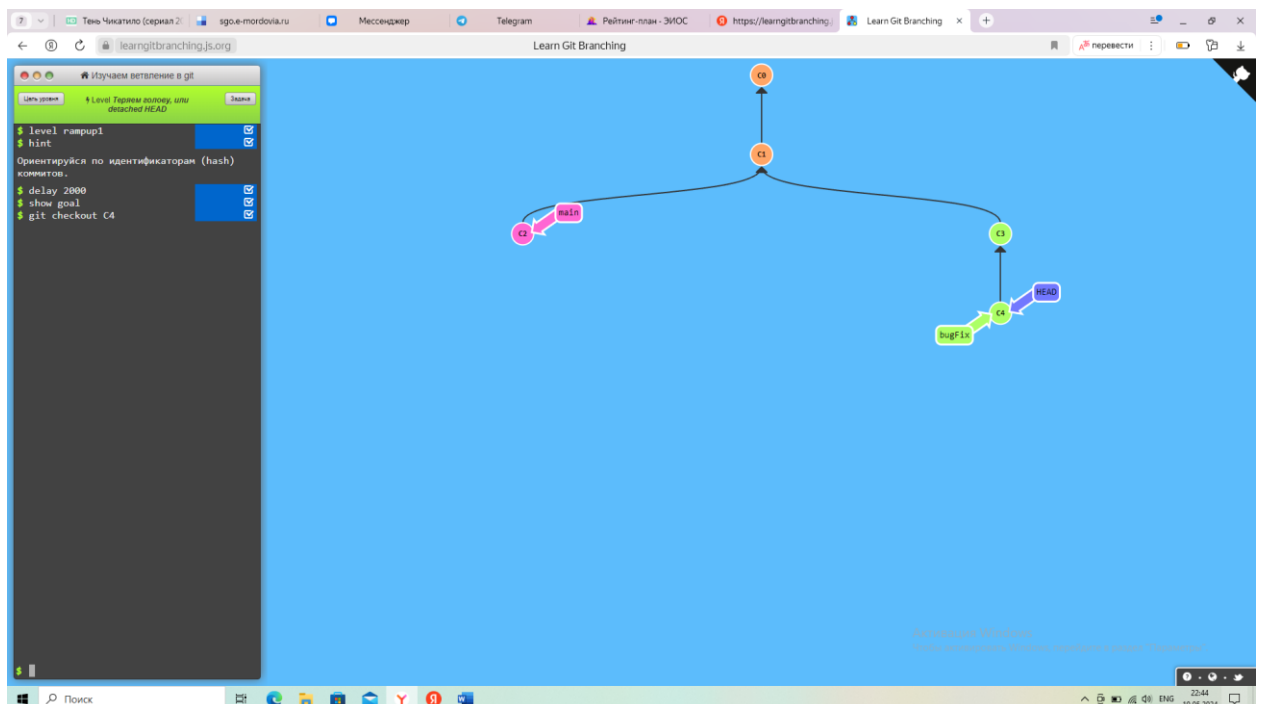 7 Тень Чикатило (сериал 2 sgo.e-mordovia.ru Мессенджер Telegram Рейтинг-план - ЭИОС https://learngitbranching.j Learn Git Branching
learngitbranching.js.org Learn Git Branching перевести
Изучаем ветвление в git
Цель уровня Level Теряем голову, или detached HEAD Задача
$ level rampup1
$ hint
Ориентируйся по идентификаторам (hash)
коммитов.
$ delay 2000
$ show goal
$ git checkout C4
$
C0
C1
main
C2
C3
HEAD
C4
bugFix
Поиск
ENG
22:44